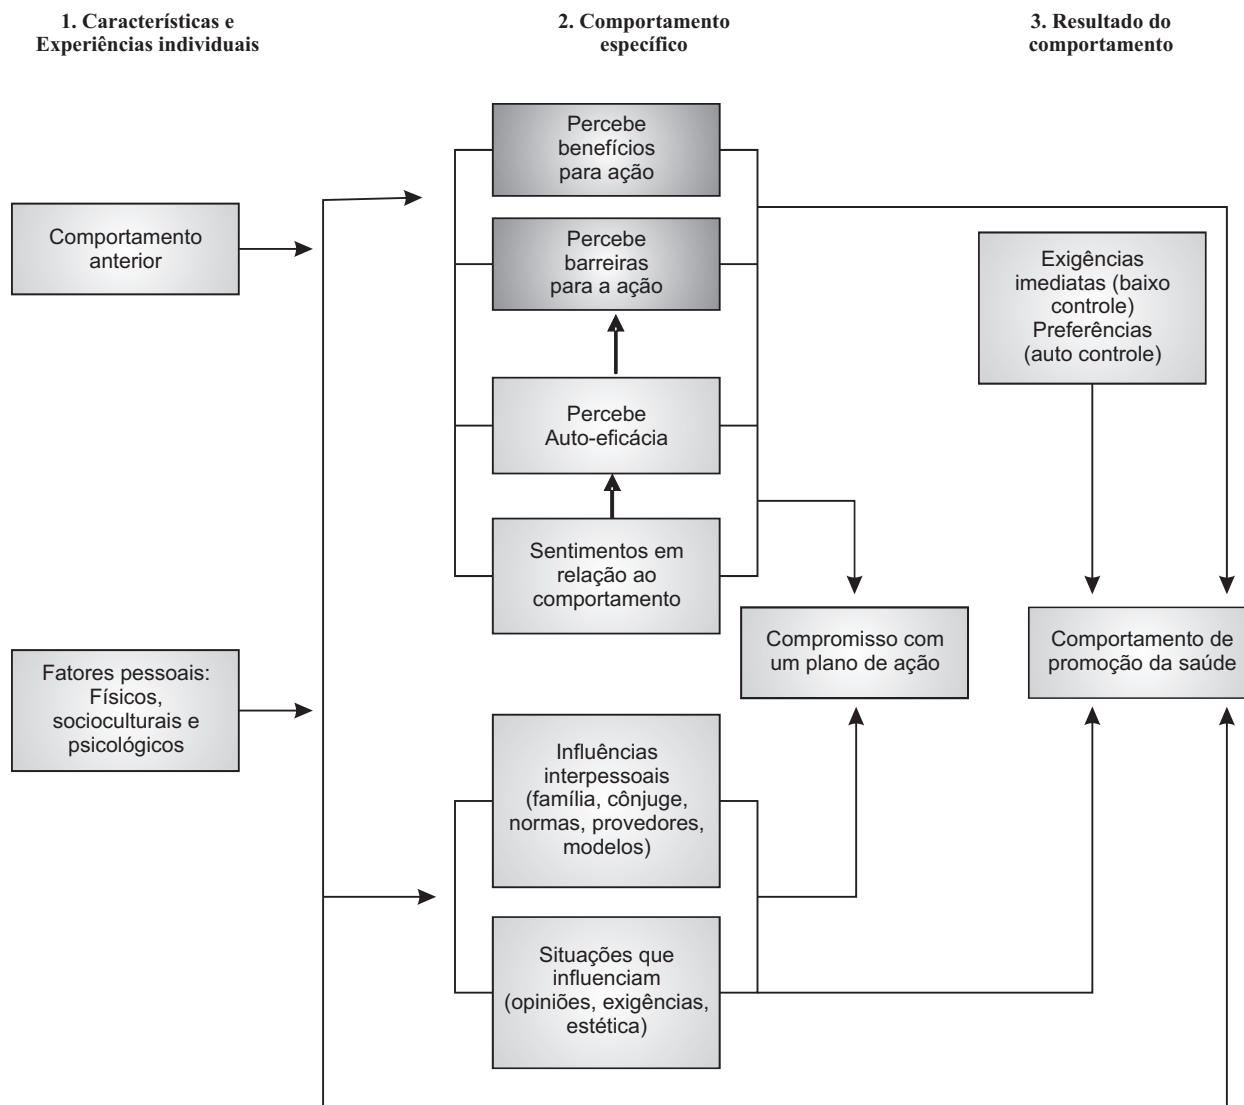 1. Características e
Experiências individuais
2. Comportamento
específico
3. Resultado do
comportamento
Percebe
benefícios
para ação
Comportamento
anterior
Percebe
barreiras
para a ação
Exigências
imediatas (baixo
controle)
Preferências
(auto controle)
Percebe
Auto-eficácia
Sentimentos em
relação ao
comportamento
Compromisso com
um plano de ação
Comportamento de
promoção da saúde
Fatores pessoais:
Físicos,
socioculturais e
psicológicos
Influências
interpessoais
(família, cônjuge,
normas, provedores,
modelos)
Situações que
influenciam
(opiniões, exigências,
estética)